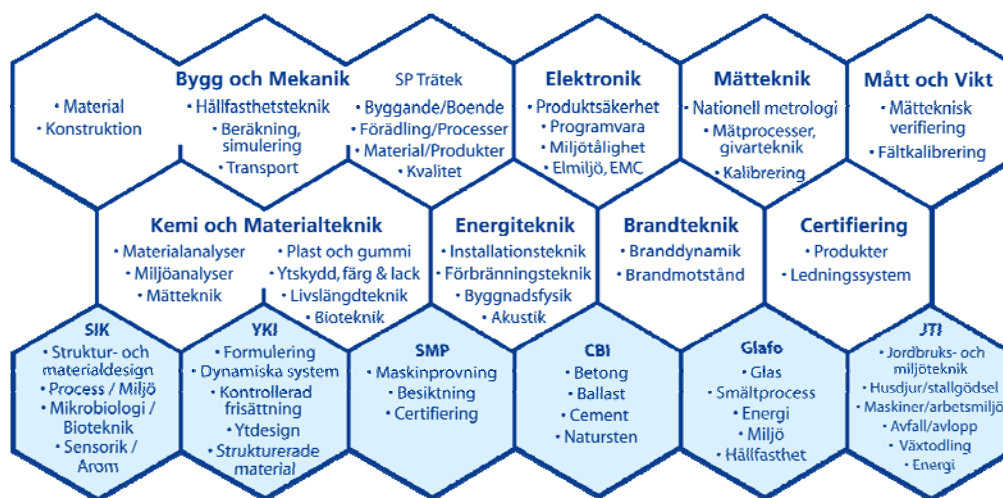 Bygg och Mekanik
• Material
• Konstruktion
• Hållfasthetsteknik
• Beräkning,
simulering
• Transport
SP Trätek
• Byggande/Boende
• Förädling/Processer
• Material/Produkter
• Kvalitet
Elektronik
• Produktsäkerhet
• Programvara
• Miljötålighet
• Elmiljö, EMC
Mätteknik
• Nationell metrologi
• Mätprocesser,
givarteknik
• Kalibrering
Mått och Vikt
• Mätteknisk
verifiering
• Fältkalibrering
Kemi och Materialteknik
• Materialanalyser
• Miljöanalyser
• Mätteknik
• Plast och gummi
• Ytskydd, färg & lack
• Livslängdteknik
• Bioteknik
Energiteknik
• Installationsteknik
• Förbränningsteknik
• Byggnadsfysik
• Akustik
Brandteknik
• Branddynamik
• Brandmotstånd
Certifiering
• Produkter
• Ledningssystem
SIK
• Struktur- och
materialdesign
• Process / Miljö
• Mikrobiologi /
Bioteknik
• Sensorik /
Arom
YKI
• Formulering
• Dynamiska system
• Kontrollerad
frisättning
• Ytdesign
• Strukturerade
material
SMP
• Maskinprovning
• Besiktning
• Certifiering
CBI
• Betong
• Ballast
• Cement
• Natursten
Glafo
• Glas
• Smältprocess
• Energi
• Miljö
• Hållfasthet
JTI
• Jordbruks- och
miljöteknik
• Husdjur/stallgödsel
• Maskiner/arbetsmiljö
• Avfall/avlopp
• Växtodling
• Energi